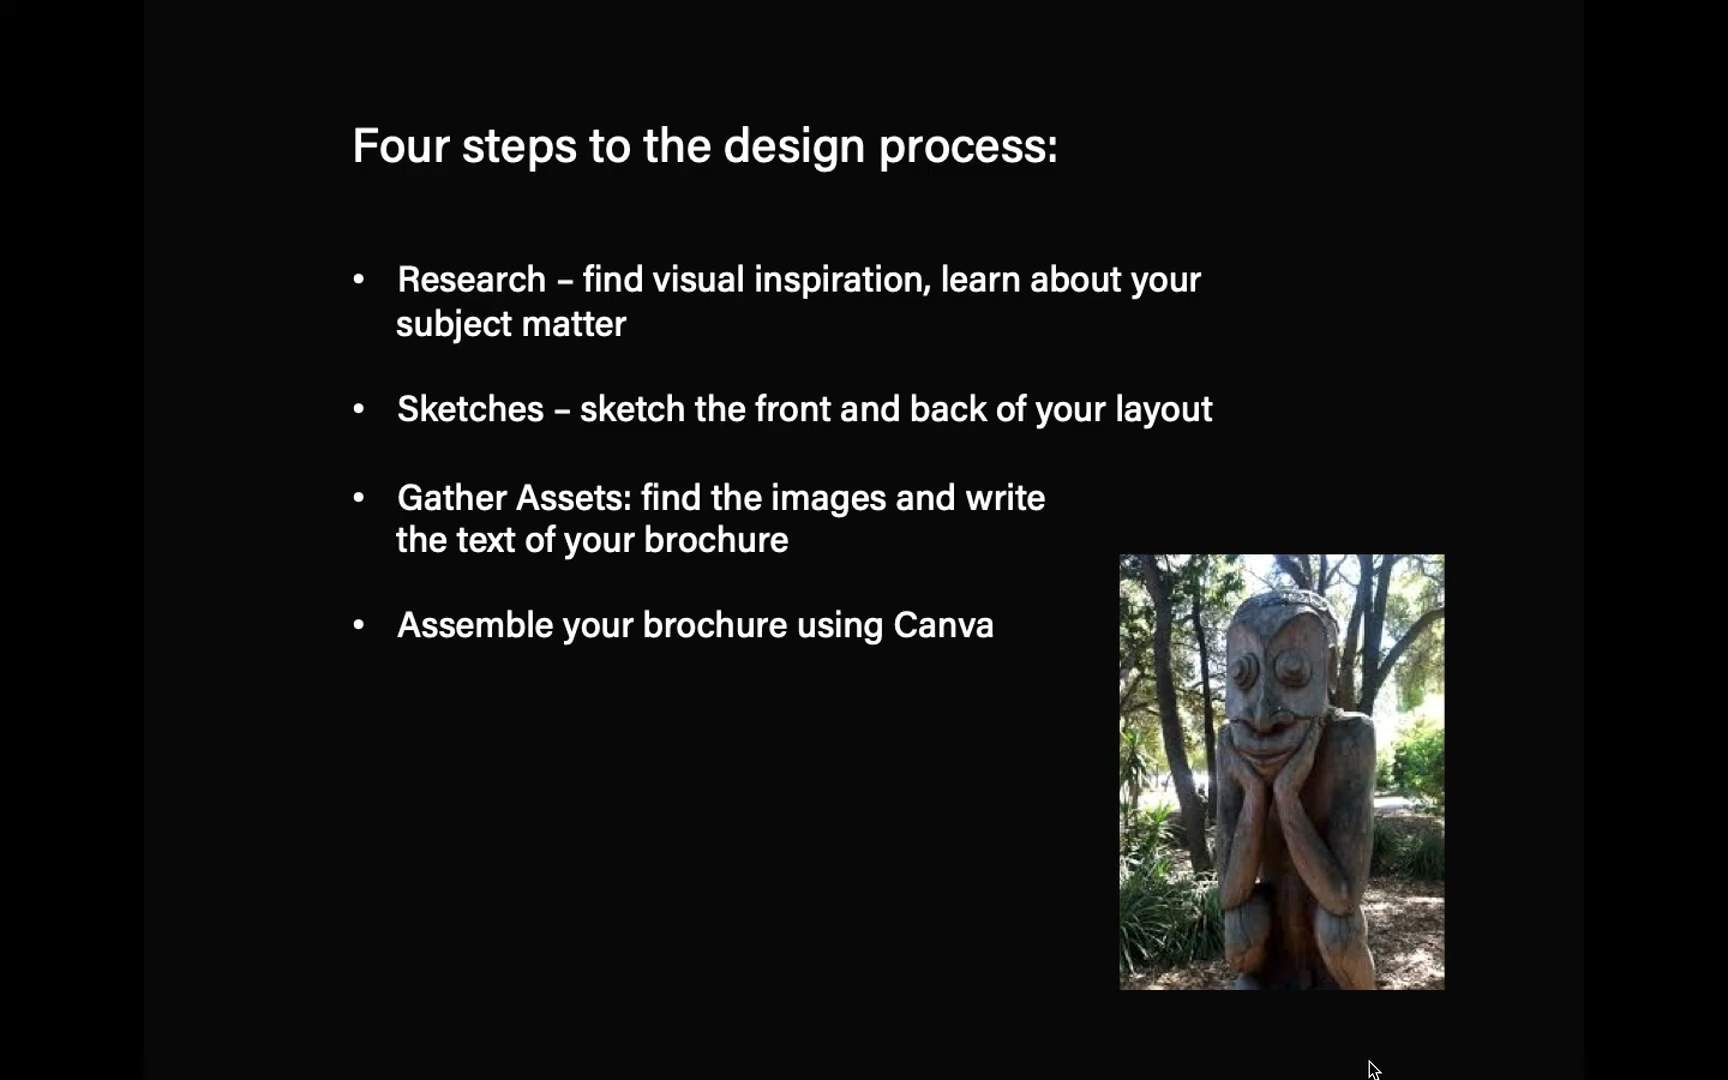 Four steps to the design process:
• Research – find visual inspiration, learn about your
subject matter
• Sketches – sketch the front and back of your layout
• Gather Assets: find the images and write
the text of your brochure
• Assemble your brochure using Canva